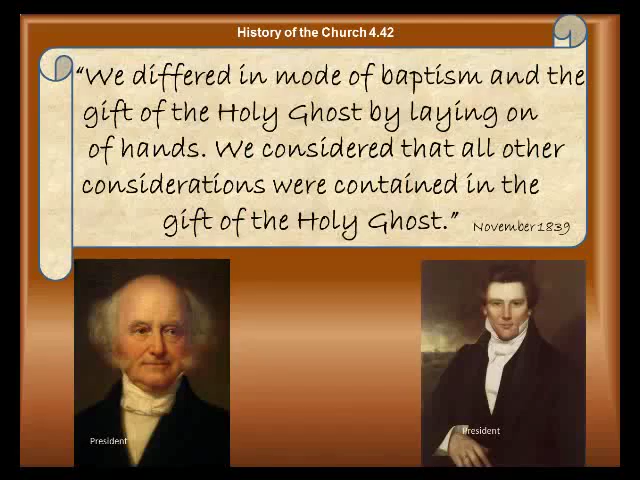 History of the Church 4.42
“We differed in mode of baptism and the
gift of the Holy Ghost by laying on
of hands. We considered that all other
considerations were contained in the
gift of the Holy Ghost.” November 1839
President
President